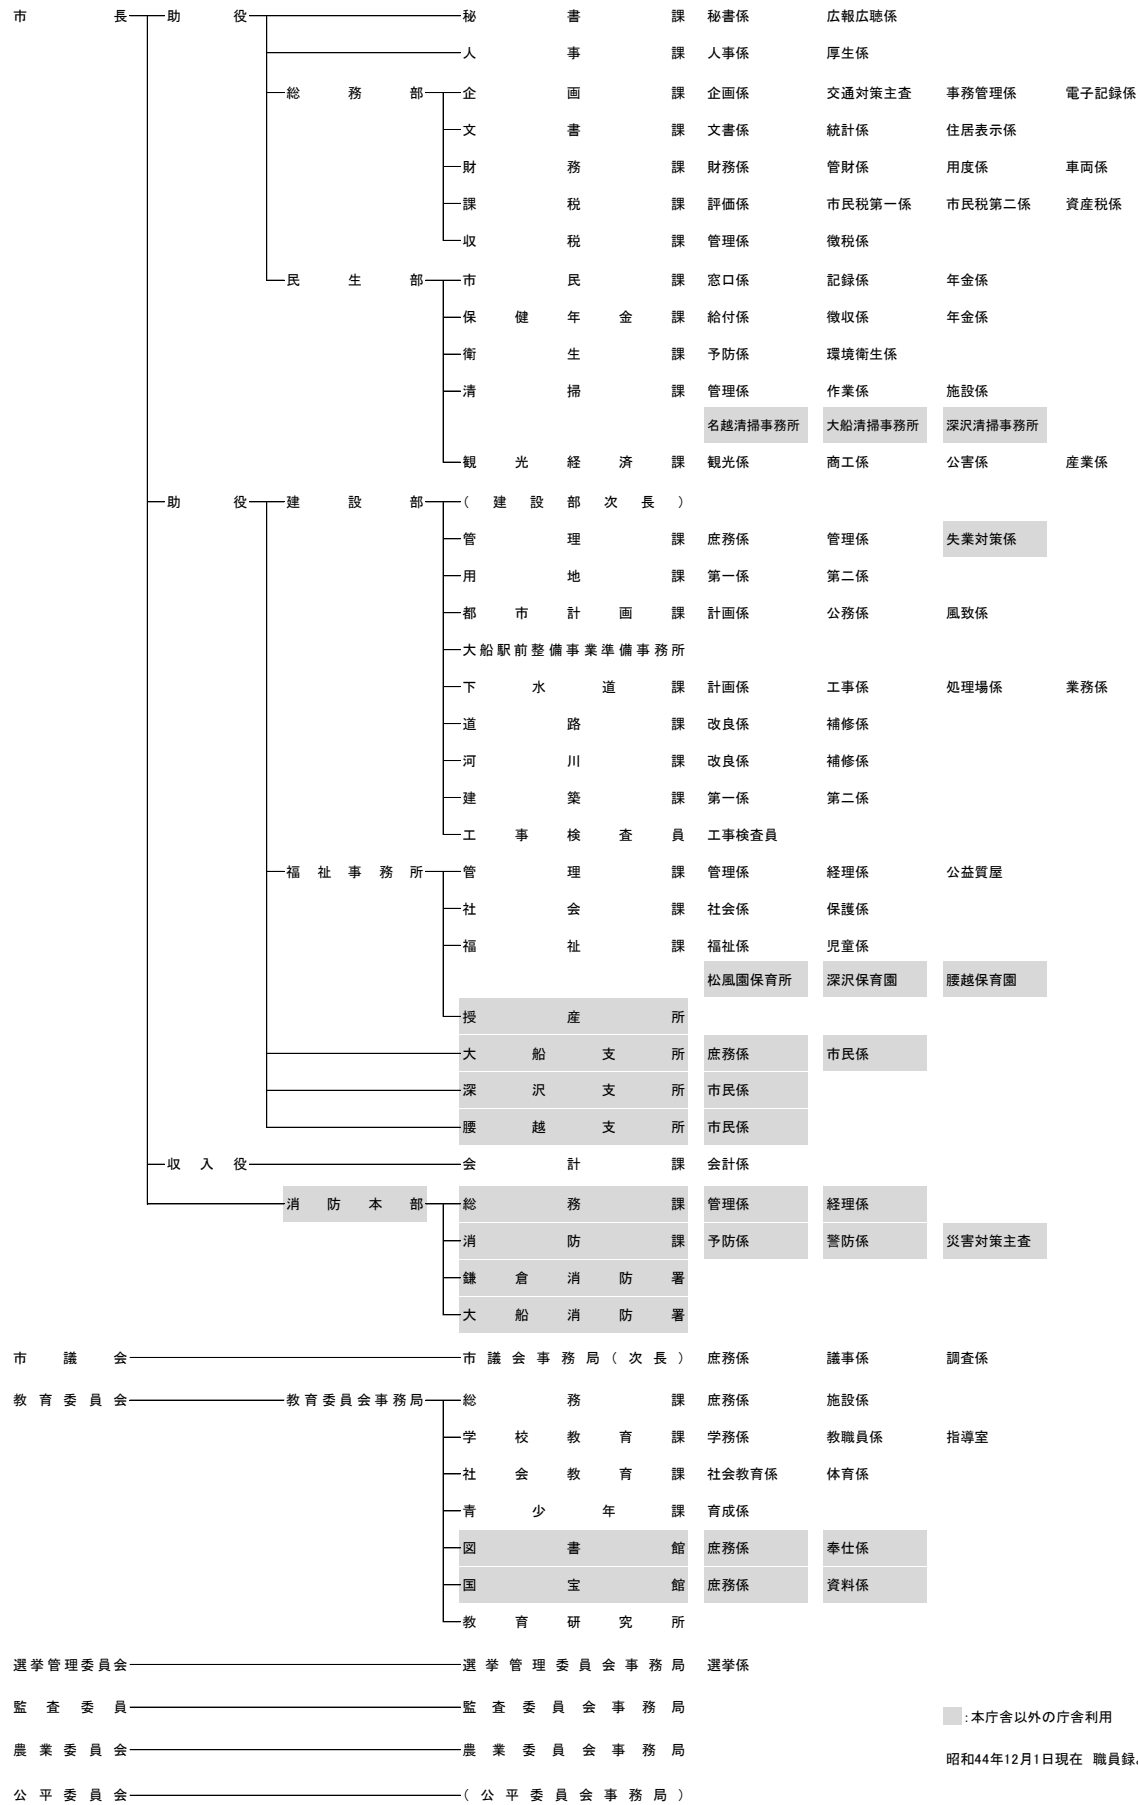 市長 助役 秘書課 秘書係 広報広聴係
人事課 人事係 厚生係
総務部 企画課 企画係 交通対策主査 事務管理係 電子記録係
文書課 文書係 統計係 住居表示係
財務課 財務係 管財係 用度係 車両係
課税課 評価係 市民税第一係 市民税第二係 資産税係
収税課 管理係 徴税係
民生部 市民課 窓口係 記録係 年金係
保健年金課 給付係 徴収係 年金係
衛生課 予防係 環境衛生係
清掃課 管理係 作業係 施設係
名越清掃事務所 大船清掃事務所 深沢清掃事務所
観光経済課 観光係 商工係 公害係 産業係
助役 建設部 (建設部次長)
管理課 庶務係 管理係 失業対策係
用地課 第一係 第二係
都市計画課 計画係 公務係 風致係
大船駅前整備事業準備事務所
下水道課 計画係 工事係 処理場係 業務係
道路課 改良係 補修係
河川課 改良係 補修係
建築課 第一係 第二係
工事検査員 工事検査員
福祉事務所 管理課 管理係 経理係 公益質屋
社会課 社会係 保護係
福祉課 福祉係 児童係
松風園保育所 深沢保育園 腰越保育園
授産所
大船支所 庶務係 市民係
深沢支所 市民係
腰越支所 市民係
収入役 会計課 会計係
消防本部 総務課 管理係 経理係
消防課 予防係 警防係 災害対策主査
鎌倉消防署
大船消防署
市議会 市議会事務局(次長) 庶務係 議事係 調査係
教育委員会 教育委員会事務局 総務課 庶務係 施設係
学校教育課 学務係 教職員係 指導室
社会教育課 社会教育係 体育係
青少年課 育成係
図書館 庶務係 奉仕係
国宝館 庶務係 資料係
教育研究所
選挙管理委員会 選挙管理委員会事務局 選挙係
監査委員 監査委員会事務局
:本庁舎以外の庁舎利用
農業委員会 農業委員会事務局
昭和44年12月1日現在 職員録
公平委員会 (公平委員会事務局)